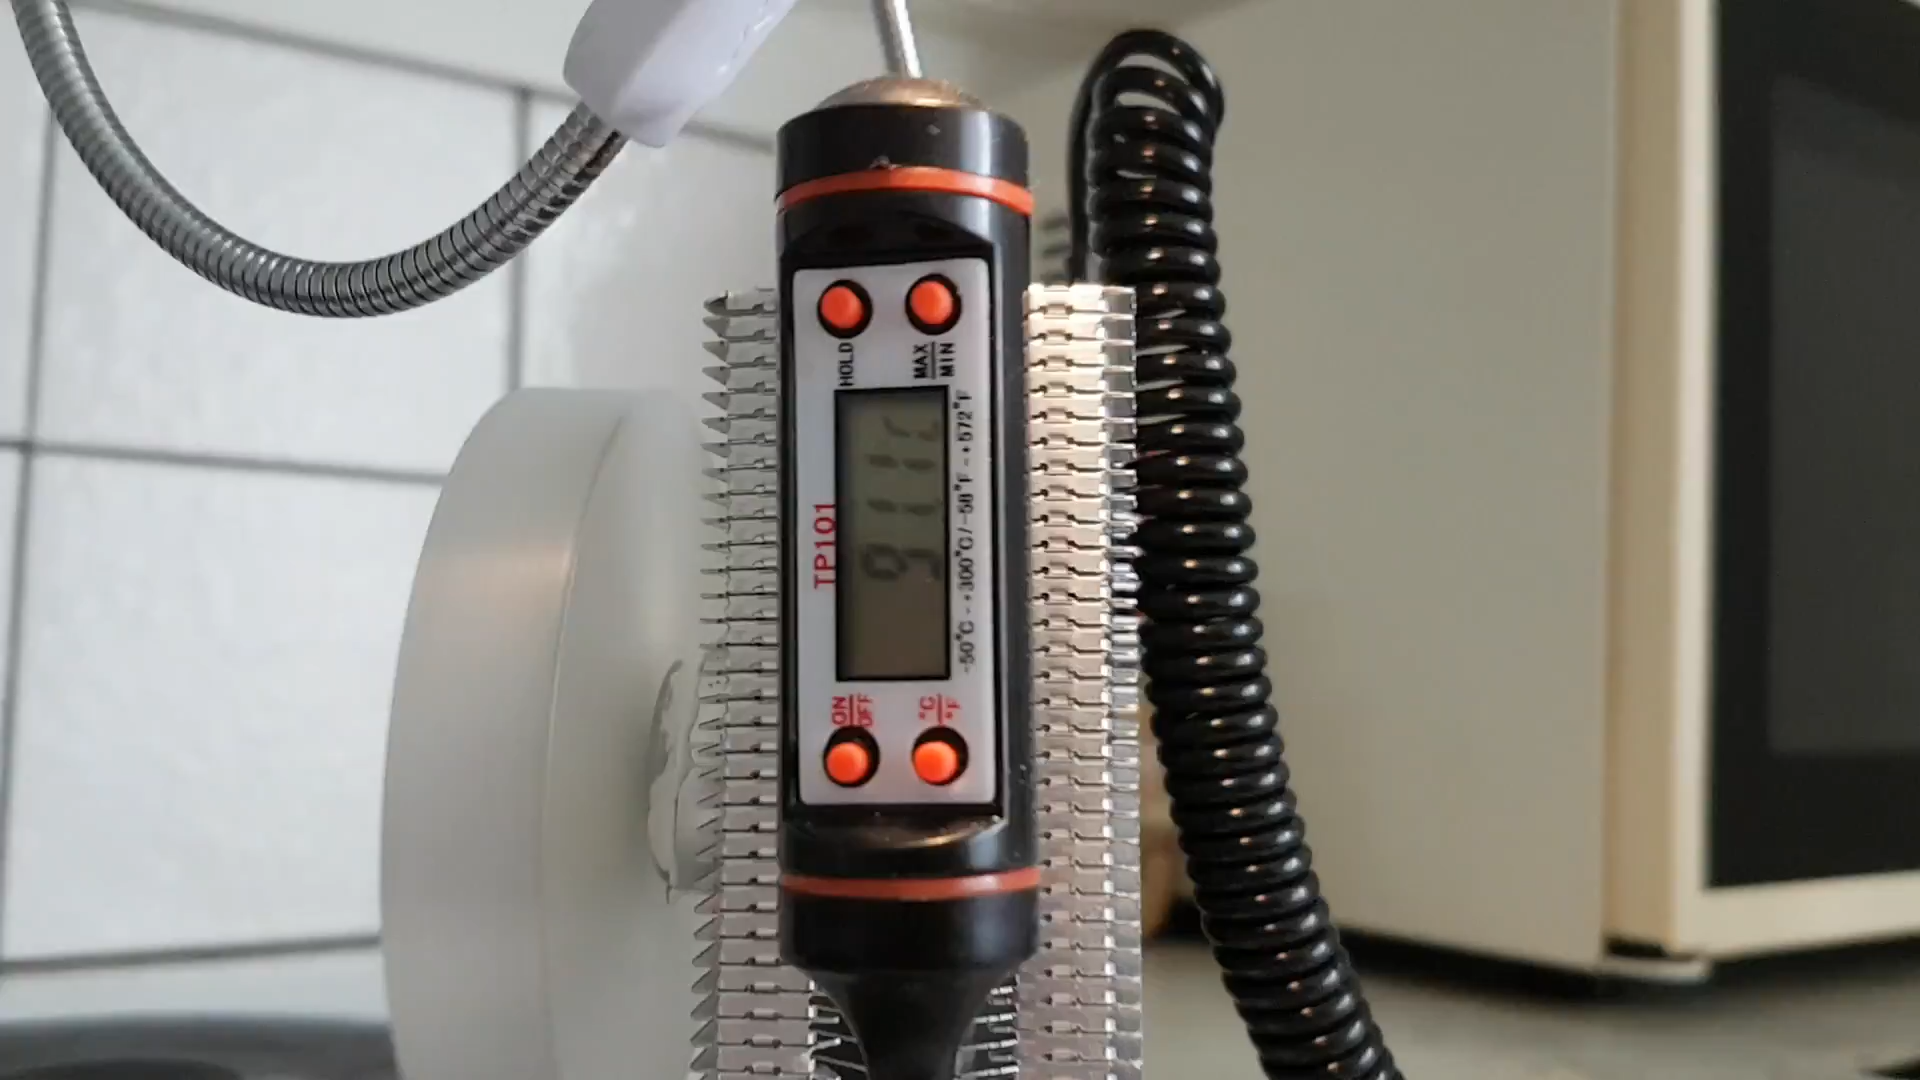 HOLD
MAX
MIN
TP101
-50°C-+300°C/-58°F-+572°F
ON
OFF
°C
°F